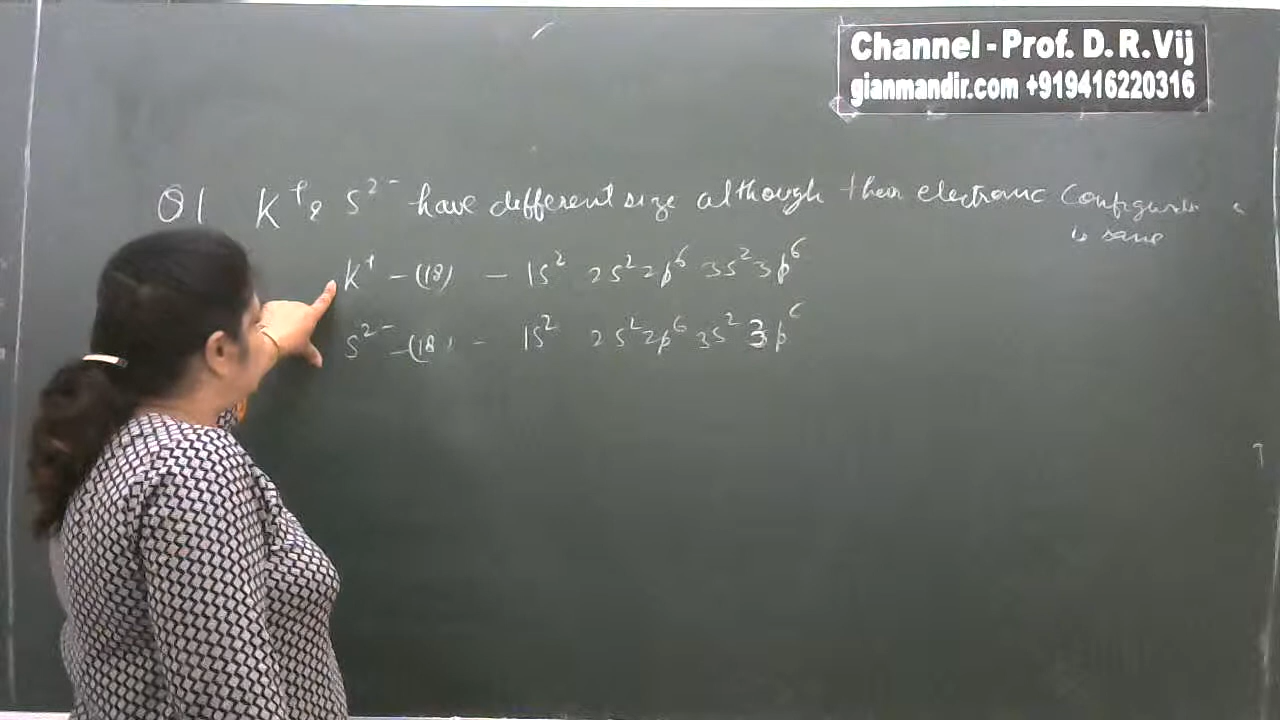 Channel - Prof. D. R. Vij
gianmandir.com +919416220316
Q1 K⁺ & S²⁻ have different size although their electronic
is same
K⁺ - (18) - 1s² 2s² 2p⁶ 3s² 3p⁶
S²⁻ - (18) - 1s² 2s² 2p⁶ 3s² 3p⁶